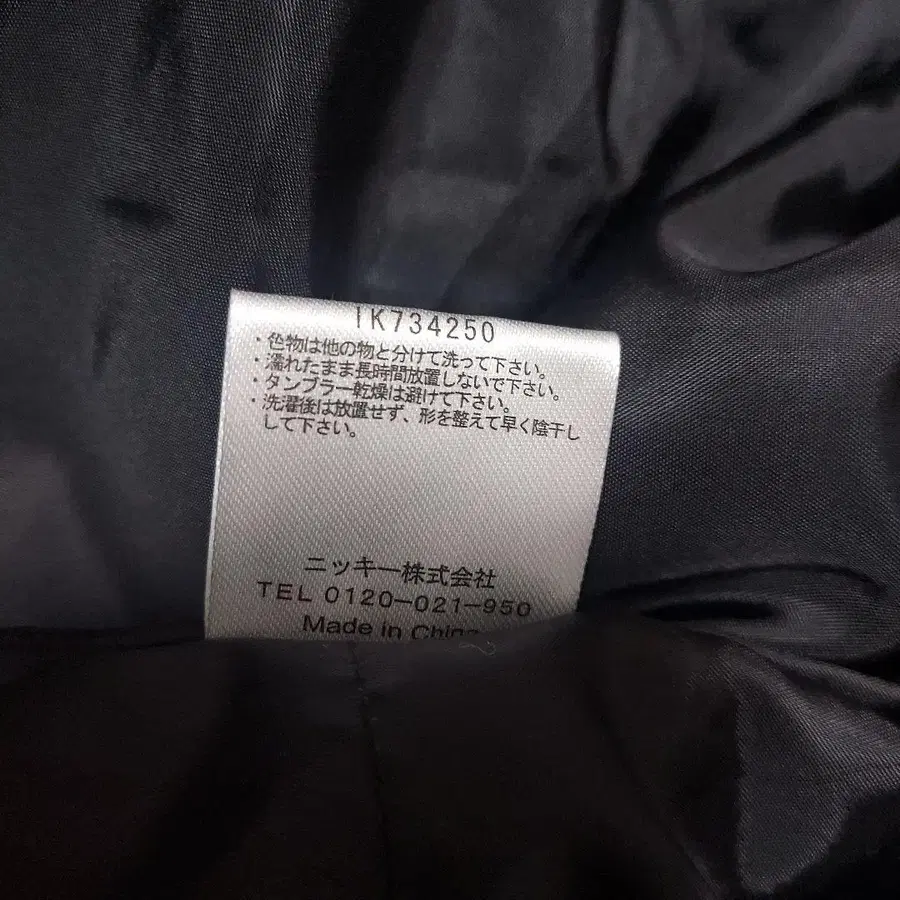 IK734250
・色物は他の物と分けて洗って下さい。
・濡れたまま長時間放置しないで下さい。
・タンブラー乾燥は避けて下さい。
・洗濯後は放置せず、形を整えて早く陰干し
して下さい。
ニッキー株式会社
TEL 0120-021-950
Made in China